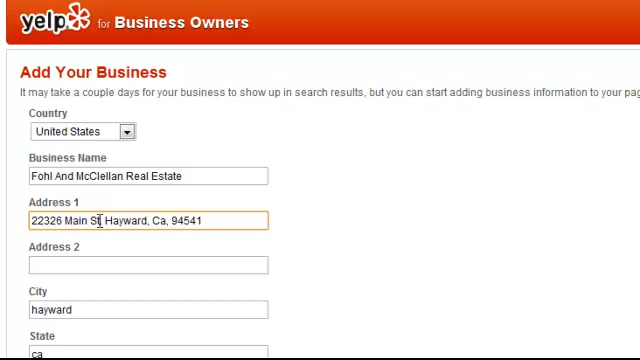 yelp for Business Owners
Add Your Business
It may take a couple days for your business to show up in search results, but you can start adding business information to your pag
Country
United States
Business Name
Fohl And McClellan Real Estate
Address 1
22326 Main St, Hayward, Ca, 94541
Address 2
City
hayward
State
ca